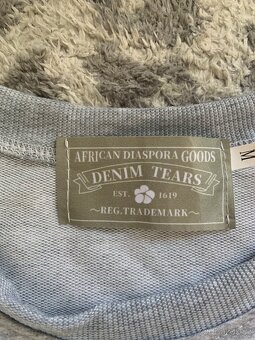 AFRICAN DIASPORA GOODS
DENIM TEARS
EST. 1619
~REG.TRADEMARK~
M